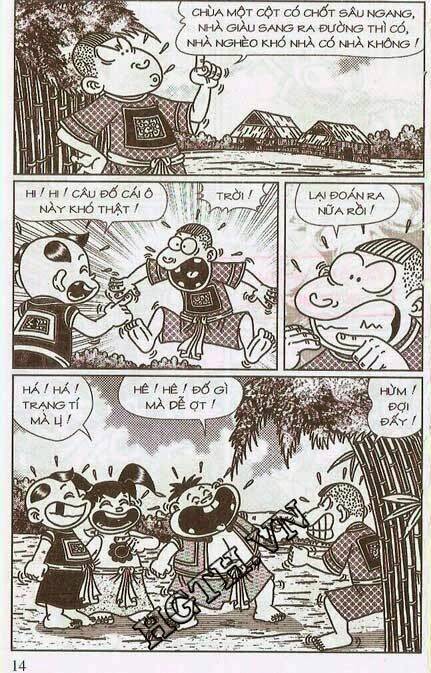 CHÙA MỘT CỘT CÓ CHỐT SÂU NGANG,
NHÀ GIÀU SANG RA ĐƯỜNG THÌ CÓ,
NHÀ NGHÈO KHÓ NHÀ CÓ NHÀ KHÔNG!
HI! HI! CÂU ĐỐ CÁI Ô
NÀY KHÓ THẬT!
TRỜI!
LẠI ĐOÁN RA
NỮA RỒI!
HÁ! HÁ!
TRẠNG TÍ
MÀ LỊ!
HÊ! HÊ! ĐỐ GÌ
MÀ DỄ ỢT!
HỪM!
ĐỢI
ĐẤY!
HGTH.VN
14